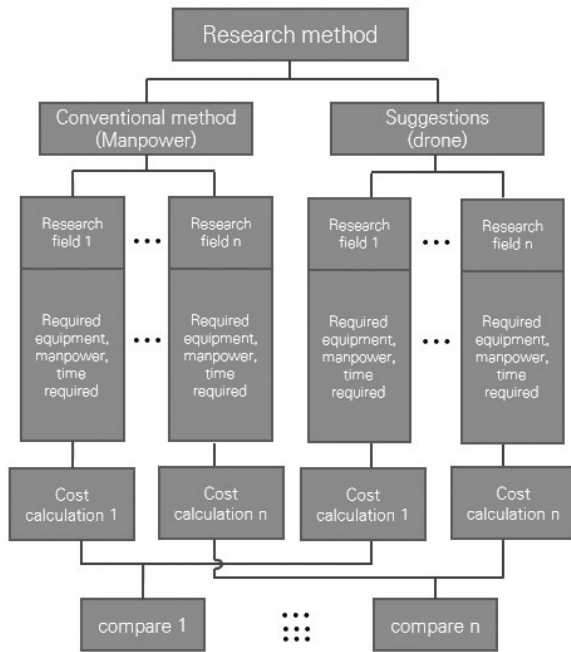 Research method
Conventional method
(Manpower)
Suggestions
(drone)
Research
field 1
...
Research
field n
Research
field 1
...
Research
field n
Required
equipment,
manpower,
time
required
...
Required
equipment,
manpower,
time
required
Required
equipment,
manpower,
time
required
...
Required
equipment,
manpower,
time
required
Cost
calculation 1
Cost
calculation n
Cost
calculation 1
Cost
calculation n
compare 1
compare n